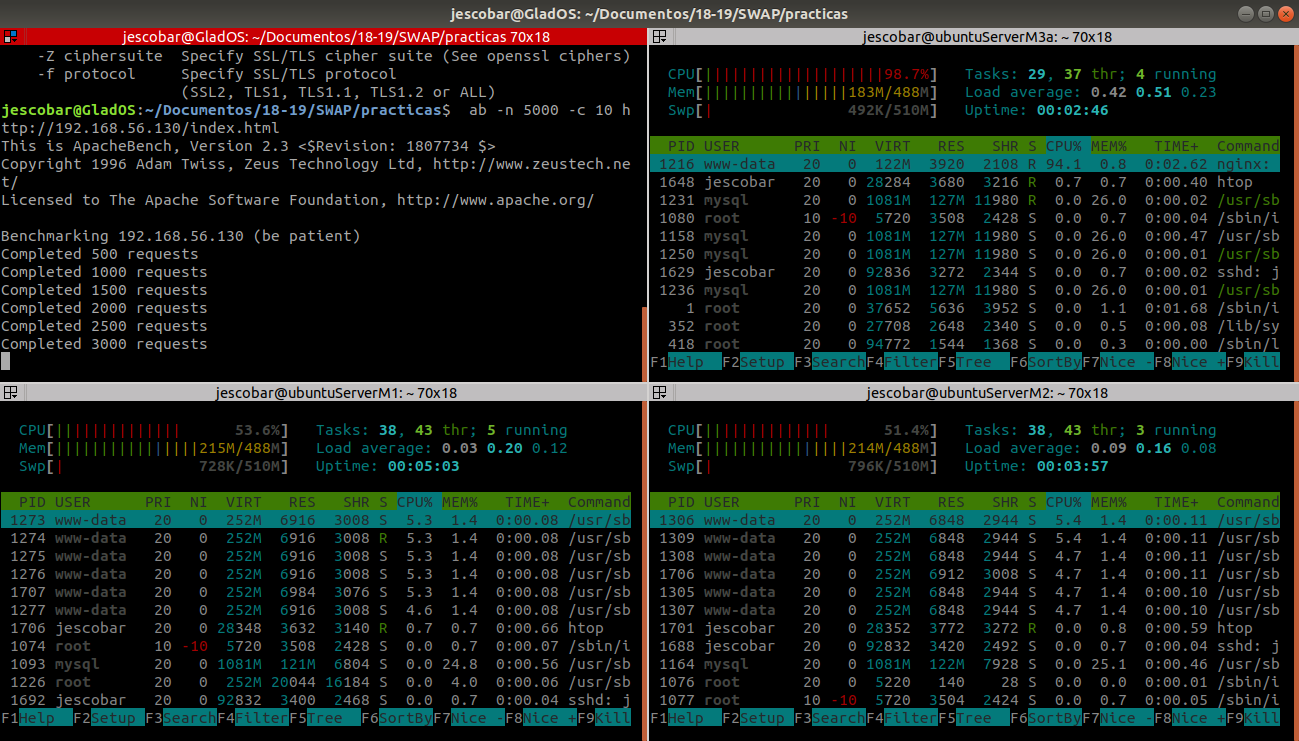 jescobar@GladOS: ~/Documentos/18-19/SWAP/practicas
jescobar@GladOS: ~/Documentos/18-19/SWAP/practicas 70x18
-Z ciphersuite  Specify SSL/TLS cipher suite (See openssl ciphers)
-f protocol     Specify SSL/TLS protocol
(SSL2, TLS1, TLS1.1, TLS1.2 or ALL)
jescobar@GladOS:~/Documentos/18-19/SWAP/practicas$  ab -n 5000 -c 10 h
ttp://192.168.56.130/index.html
This is ApacheBench, Version 2.3 <$Revision: 1807734 $>
Copyright 1996 Adam Twiss, Zeus Technology Ltd, http://www.zeustech.ne
t/
Licensed to The Apache Software Foundation, http://www.apache.org/
Benchmarking 192.168.56.130 (be patient)
Completed 500 requests
Completed 1000 requests
Completed 1500 requests
Completed 2000 requests
Completed 2500 requests
Completed 3000 requests
jescobar@ubuntuServerM3a: ~ 70x18
CPU[||||||||||||||||||||98.7%]   Tasks: 29, 37 thr; 4 running
Mem[||||||||||||||||183M/488M]   Load average: 0.42 0.51 0.23
Swp[|               492K/510M]   Uptime: 00:02:46
PID USER      PRI  NI  VIRT   RES   SHR S CPU% MEM%   TIME+  Command
1216 www-data   20   0  122M  3920  2108 R 94.1  0.8  0:02.62 nginx:
1648 jescobar   20   0 28284  3680  3216 R  0.7  0.7  0:00.40 htop
1231 mysql      20   0 1081M  127M 11980 R  0.0 26.0  0:00.02 /usr/sb
1080 root       10 -10  5720  3508  2428 S  0.0  0.7  0:00.04 /sbin/i
1158 mysql      20   0 1081M  127M 11980 S  0.0 26.0  0:00.47 /usr/sb
1250 mysql      20   0 1081M  127M 11980 S  0.0 26.0  0:00.01 /usr/sb
1629 jescobar   20   0 92836  3272  2344 S  0.0  0.7  0:00.02 sshd: j
1236 mysql      20   0 1081M  127M 11980 S  0.0 26.0  0:00.01 /usr/sb
1 root       20   0 37652  5636  3952 S  0.0  1.1  0:01.68 /sbin/i
352 root       20   0 27708  2648  2340 S  0.0  0.5  0:00.08 /lib/sy
418 root       20   0 94772  1544  1368 S  0.0  0.3  0:00.00 /sbin/l
F1Help  F2Setup F3SearchF4FilterF5Tree  F6SortByF7Nice -F8Nice +F9Kill
jescobar@ubuntuServerM1: ~ 70x18
CPU[||||||||||||||      53.6%]   Tasks: 38, 43 thr; 5 running
Mem[||||||||||||||||215M/488M]   Load average: 0.03 0.20 0.12
Swp[|               728K/510M]   Uptime: 00:05:03
PID USER      PRI  NI  VIRT   RES   SHR S CPU% MEM%   TIME+  Command
1273 www-data   20   0  252M  6916  3008 S  5.3  1.4  0:00.08 /usr/sb
1274 www-data   20   0  252M  6916  3008 R  5.3  1.4  0:00.08 /usr/sb
1275 www-data   20   0  252M  6916  3008 S  5.3  1.4  0:00.08 /usr/sb
1276 www-data   20   0  252M  6916  3008 S  5.3  1.4  0:00.08 /usr/sb
1707 www-data   20   0  252M  6984  3076 S  5.3  1.4  0:00.08 /usr/sb
1277 www-data   20   0  252M  6916  3008 S  4.6  1.4  0:00.08 /usr/sb
1706 jescobar   20   0 28348  3632  3140 R  0.7  0.7  0:00.66 htop
1074 root       10 -10  5720  3508  2428 S  0.0  0.7  0:00.07 /sbin/i
1093 mysql      20   0 1081M  121M  6804 S  0.0 24.8  0:00.56 /usr/sb
1226 root       20   0  252M 20044 16184 S  0.0  4.0  0:00.06 /usr/sb
1692 jescobar   20   0 92832  3400  2468 S  0.0  0.7  0:00.04 sshd: j
F1Help  F2Setup F3SearchF4FilterF5Tree  F6SortByF7Nice -F8Nice +F9Kill
jescobar@ubuntuServerM2: ~ 70x18
CPU[||||||||||||||      51.4%]   Tasks: 38, 43 thr; 3 running
Mem[||||||||||||||||214M/488M]   Load average: 0.09 0.16 0.08
Swp[|               796K/510M]   Uptime: 00:03:57
PID USER      PRI  NI  VIRT   RES   SHR S CPU% MEM%   TIME+  Command
1306 www-data   20   0  252M  6848  2944 S  5.4  1.4  0:00.11 /usr/sb
1309 www-data   20   0  252M  6848  2944 S  5.4  1.4  0:00.11 /usr/sb
1308 www-data   20   0  252M  6848  2944 S  4.7  1.4  0:00.11 /usr/sb
1706 www-data   20   0  252M  6912  3008 S  4.7  1.4  0:00.11 /usr/sb
1305 www-data   20   0  252M  6848  2944 S  4.7  1.4  0:00.10 /usr/sb
1307 www-data   20   0  252M  6848  2944 S  4.7  1.4  0:00.10 /usr/sb
1701 jescobar   20   0 28352  3772  3272 R  0.0  0.8  0:00.59 htop
1688 jescobar   20   0 92832  3420  2492 S  0.0  0.7  0:00.04 sshd: j
1164 mysql      20   0 1081M  122M  7928 S  0.0 25.1  0:00.46 /usr/sb
1076 root       20   0  5220   140    28 S  0.0  0.0  0:00.01 /sbin/i
1077 root       10 -10  5720  3504  2424 S  0.0  0.7  0:00.05 /sbin/i
F1Help  F2Setup F3SearchF4FilterF5Tree  F6SortByF7Nice -F8Nice +F9Kill